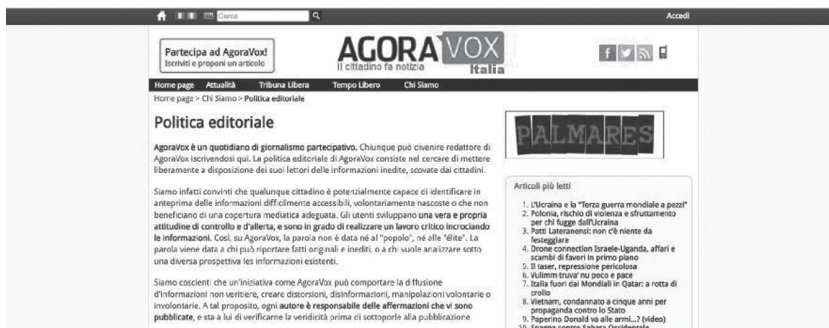 Cerca
Accedi
Partecipa ad AgoraVox!
Iscriviti e proponi un articolo
AGORAVOX
Il cittadino fa notizia
Italia
Home page Attualità Tribuna Libera Tempo Libero Chi Siamo
Home page > Chi Siamo > Politica editoriale
Politica editoriale
AgoraVox è un quotidiano di giornalismo partecipativo. Chiunque può divenire redattore di
AgoraVox iscrivendosi qui. La politica editoriale di AgoraVox consiste nel cercare di mettere
liberamente a disposizione dei suoi lettori delle informazioni inedite, scovate dai cittadini.
Siamo infatti convinti che qualunque cittadino è potenzialmente capace di identificare in
anteprima delle informazioni difficilmente accessibili, volontariamente nascoste o che non
beneficiano di una copertura mediatica adeguata. Gli utenti sviluppano una vera e propria
attitudine di controllo e d'allerta, e sono in grado di realizzare un lavoro critico incrociando
le informazioni. Così, su AgoraVox, la parola non è data né al "popolo", né alle "élite". La
parola viene data a chi può riportare fatti originali e inediti, o a chi vuole analizzare sotto
una diversa prospettiva les informazioni esistenti.
Siamo coscienti che un'iniziativa come AgoraVox può comportare la diffusione
d'informazioni non veritiere, creare distorsioni, disinformazioni, manipolazioni volontarie o
involontarie. A tal proposito, ogni autore è responsabile delle affermazioni che vi sono
pubblicate, e sta a lui di verificarne la veridicità prima di sottoporle alla pubblicazione.
PALMARES
Articoli più letti
1. L'Ucraina e la "Terza guerra mondiale a pezzi"
2. Polonia, rischio di violenza e sfruttamento
per chi fugge dall'Ucraina
3. Patti Lateranensi: non c'è niente da
festeggiare
4. Drone connection Israele-Uganda, affari e
scambi di favori in primo piano
5. Il taser, repressione pericolosa
6. Vulimm truva' nu poco e pace
7. Italia fuori dai Mondiali in Qatar: a rotta di
crollo
8. Vietnam, condannato a cinque anni per
propaganda contro lo Stato
9. Paperino Donald va alle armi...? (video)
10. Spagna contro Sahara Occidentale